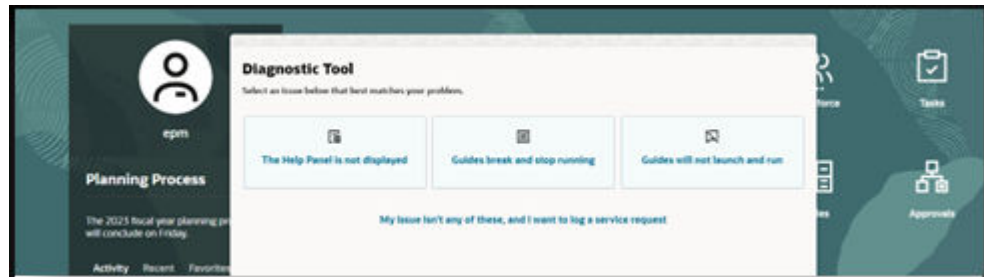 Diagnostic Tool
Select an issue below that best matches your problem.
The Help Panel is not displayed
Guides break and stop running
Guides will not launch and run
My issue isn't any of these, and I want to log a service request
epm
Planning Process
The 2023 fiscal year planning pr
will conclude on Friday.
Activity Recent Favorites
force
Tasks
les
Approvals